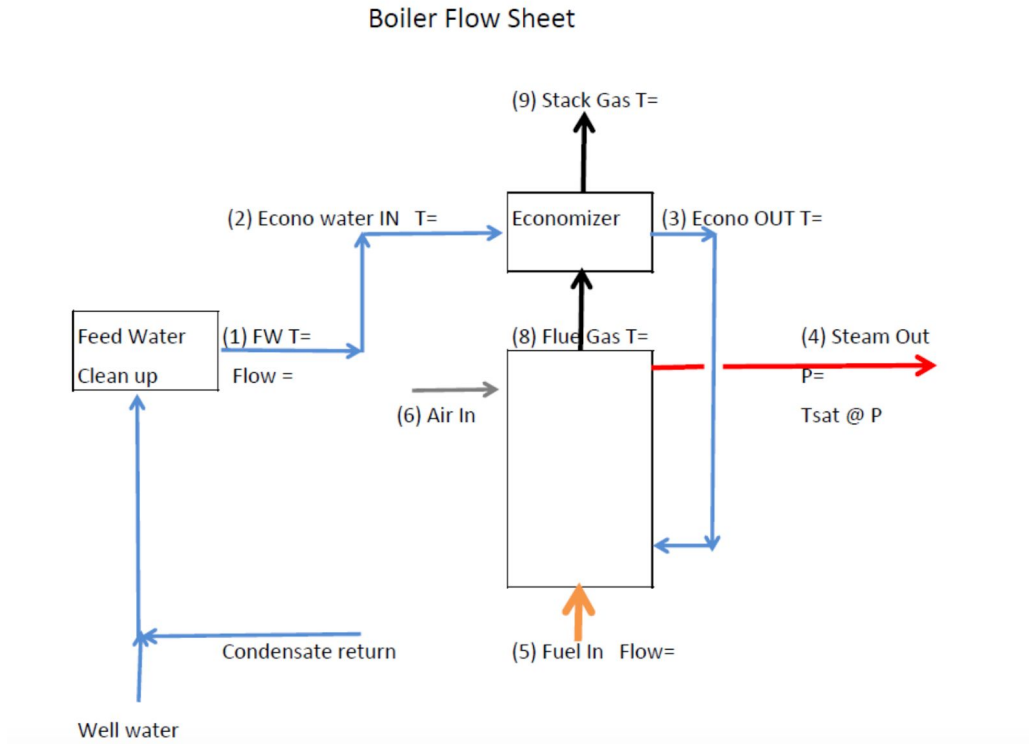 Boiler Flow Sheet
(9) Stack Gas T=
(2) Econo water IN T=
Economizer
(3) Econo OUT T=
Feed Water
Clean up
(1) FW T=
Flow =
(8) Flue Gas T=
(4) Steam Out
P=
Tsat @ P
(6) Air In
Condensate return
(5) Fuel In Flow=
Well water